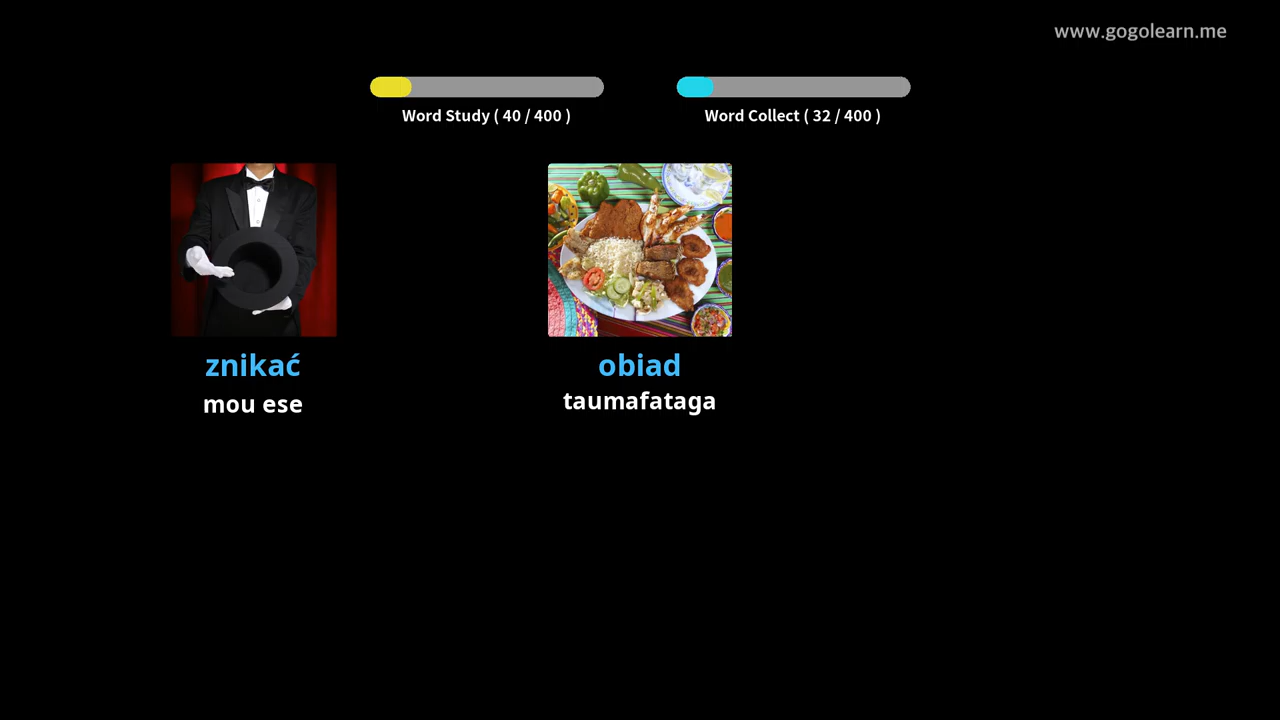 www.gogolearn.me
Word Study ( 40 / 400 )
Word Collect ( 32 / 400 )
znikać
mou ese
obiad
taumafataga